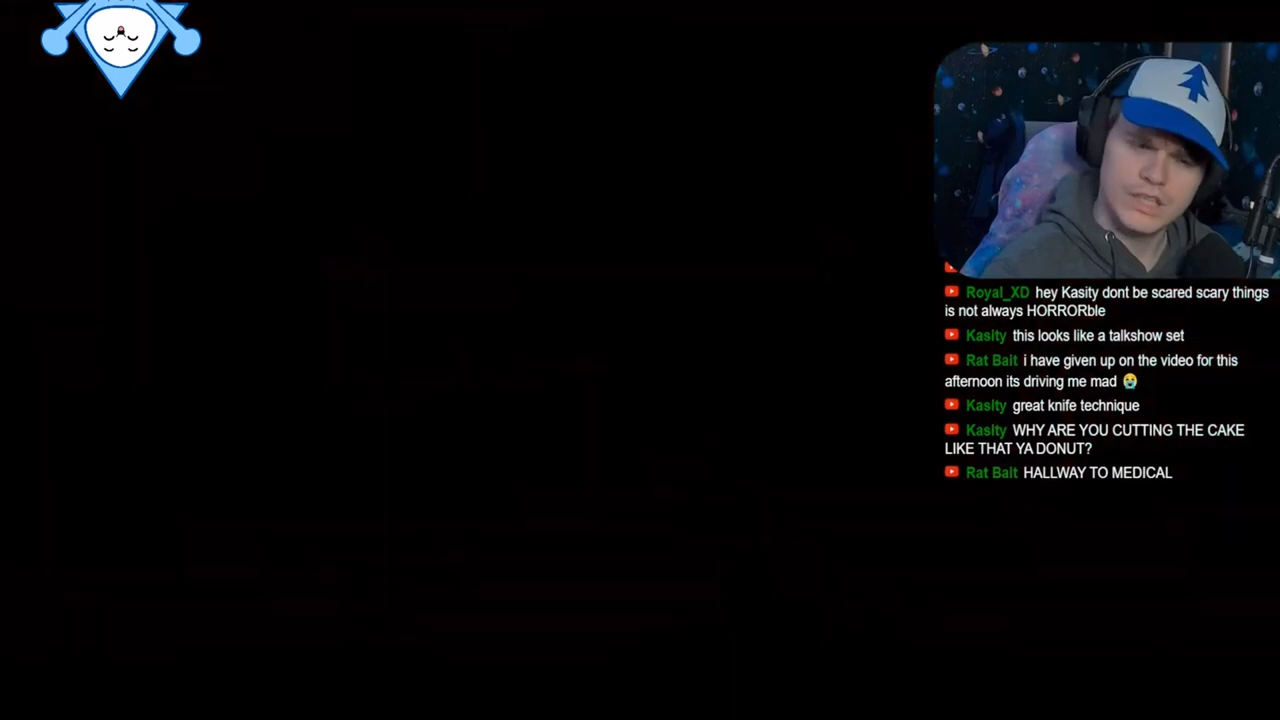 Royal_XD hey Kasity dont be scared scary things
is not always HORRORble
Kasity this looks like a talkshow set
Rat Bait i have given up on the video for this
afternoon its driving me mad 😭
Kasity great knife technique
Kasity WHY ARE YOU CUTTING THE CAKE
LIKE THAT YA DONUT?
Rat Bait HALLWAY TO MEDICAL